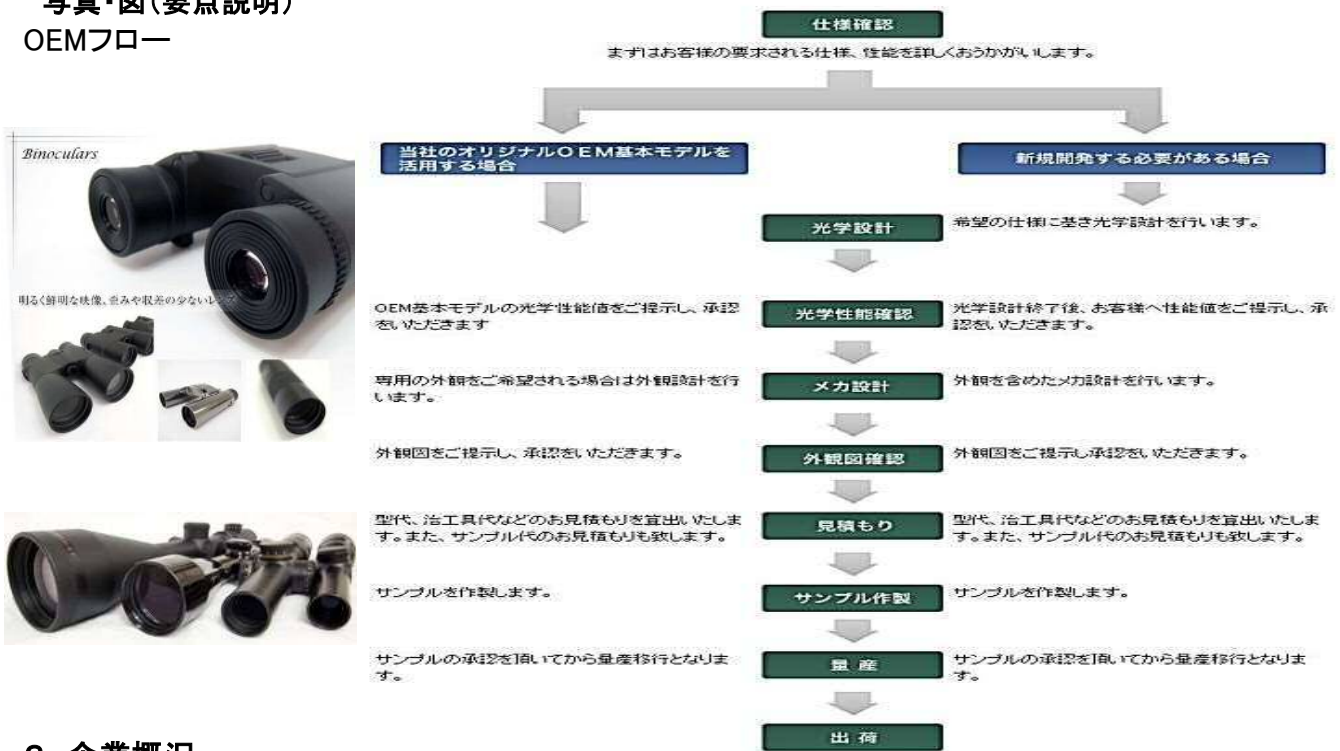 写真・図(要点説明)
OEMフロー
仕様確認
まずはお客様の要求される仕様、性能を詳しくおうかがいします。
Binoculars
当社のオリジナルOEM基本モデルを
活用する場合
新規開発する必要がある場合
光学設計
希望の仕様に基き光学設計を行います。
明るく鮮明な映像、歪みや収差の少ないレンズ
OEM基本モデルの光学性能値をご提示し、承認
をいただきます
光学性能確認
光学設計終了後、お客様へ性能値をご提示し、承
認をいただきます。
専用の外観をご希望される場合は外観設計を行
います。
メカ設計
外観を含めたメカ設計を行います。
外観図をご提示し、承認をいただきます。
外観図確認
外観図をご提示し承認をいただきます。
型代、治工具代などのお見積もりを算出いたしま
す。また、サンプル代のお見積もりも致します。
見積もり
型代、治工具代などのお見積もりを算出いたしま
す。また、サンプル代のお見積もりも致します。
サンプルを作製します。
サンプル作製
サンプルを作製します。
サンプルの承認を頂いてから量産移行となりま
す。
量産
サンプルの承認を頂いてから量産移行となりま
す。
出荷
企業概況